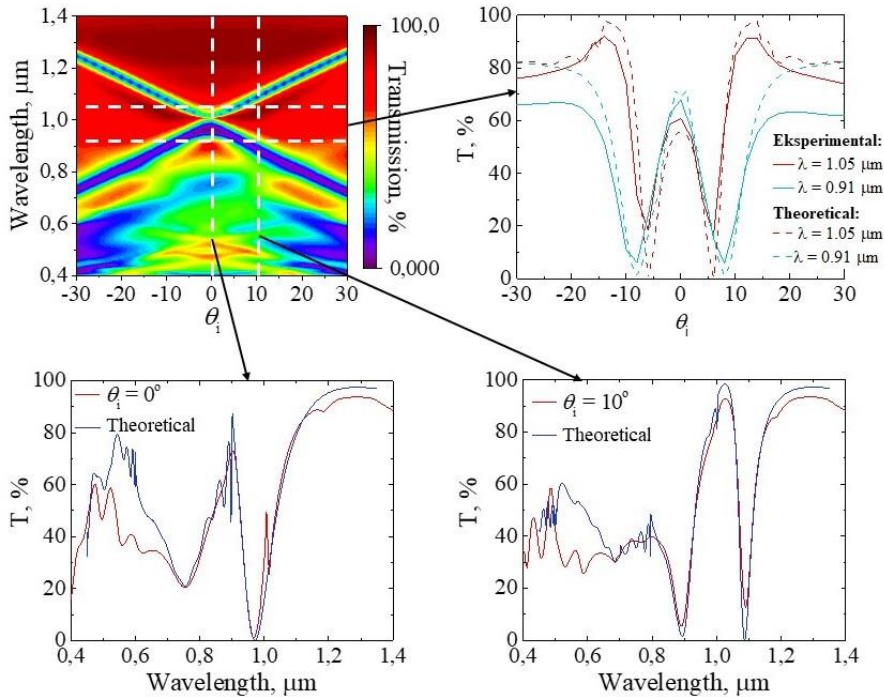 1,4
1,2
1,0
0,8
0,6
0,4
Wavelength, μm
-30 -20 -10 0 10 20 30
θi
100,0
0,000
Transmission, %
100
80
60
40
20
0
T, %
Eksperimental:
λ = 1.05 μm
λ = 0.91 μm
Theoretical:
λ = 1.05 μm
λ = 0.91 μm
-30 -20 -10 0 10 20 30
θi
100
80
60
40
20
0
T, %
θi = 0°
Theoretical
0,4 0,6 0,8 1,0 1,2 1,4
Wavelength, μm
100
80
60
40
20
0
T, %
θi = 10°
Theoretical
0,4 0,6 0,8 1,0 1,2 1,4
Wavelength, μm